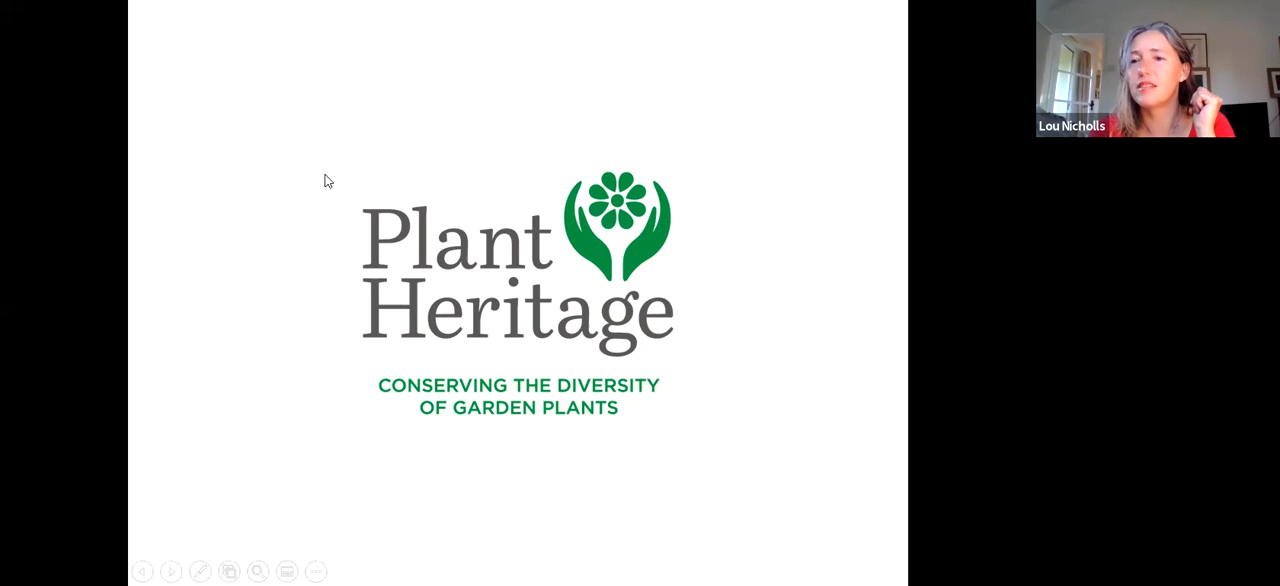 Plant
Heritage
CONSERVING THE DIVERSITY
OF GARDEN PLANTS
Lou Nicholls